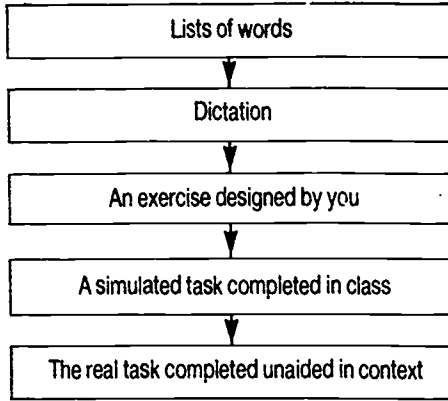 Lists of words
Dictation
An exercise designed by you
A simulated task completed in class
The real task completed unaided in context